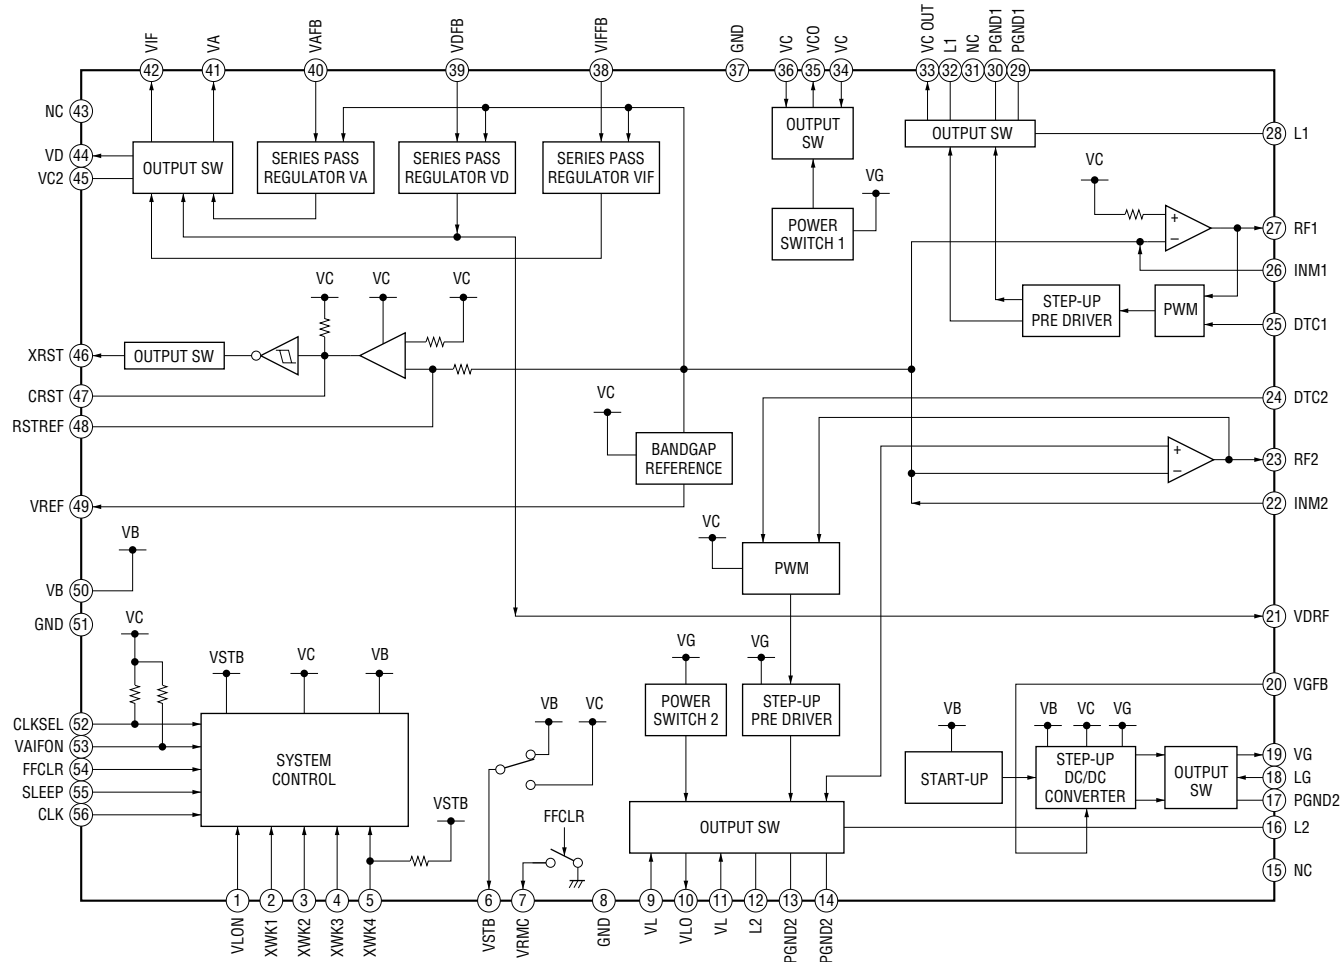 VIF
VA
VAFB
VDFB
VIFFB
GND
VC
VCO
VC
VC OUT
L1
NC
PGND1
PGND1
42
41
40
39
38
37
36
35
34
33
32
31
30
29
NC 43
VD 44
VC2 45
OUTPUT SW
SERIES PASS
REGULATOR VA
SERIES PASS
REGULATOR VD
SERIES PASS
REGULATOR VIF
OUTPUT
SW
OUTPUT SW
28 L1
VG
POWER
SWITCH 1
VC
+
−
27 RF1
26 INM1
STEP-UP
PRE DRIVER
PWM
25 DTC1
VC
VC
VC
XRST 46
OUTPUT SW
CRST 47
RSTREF 48
VC
BANDGAP
REFERENCE
24 DTC2
+
−
23 RF2
VREF 49
22 INM2
VB
VC
PWM
VB 50
GND 51
21 VDRF
VC
VSTB
VC
VB
VG
VG
POWER
SWITCH 2
STEP-UP
PRE DRIVER
20 VGFB
CLKSEL 52
VAIFON 53
FFCLR 54
SLEEP 55
CLK 56
SYSTEM
CONTROL
VB
VC
VB
VB
VC
VG
START-UP
STEP-UP
DC/DC
CONVERTER
OUTPUT
SW
19 VG
18 LG
17 PGND2
VSTB
FFCLR
OUTPUT SW
16 L2
15 NC
1
2
3
4
5
6
7
8
9
10
11
12
13
14
VLON
XWK1
XWK2
XWK3
XWK4
VSTB
VRMC
GND
VL
VLO
VL
L2
PGND2
PGND2